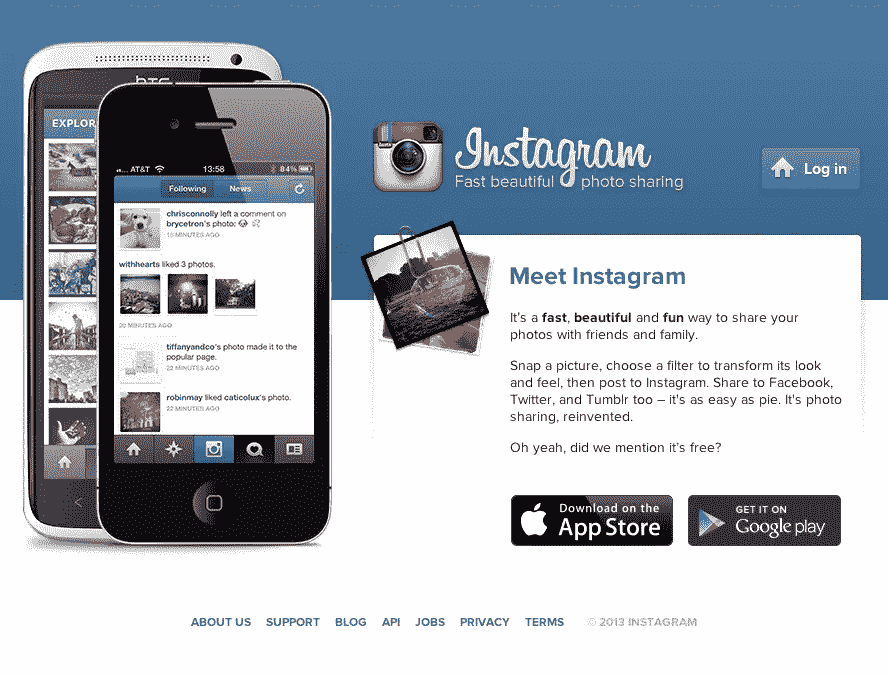 hTC
EXPLOR
AT&T 13:58 84%
Following News
chrisconnolly left a comment on
brycetron's photo:
18 MINUTES AGO
withhearts liked 3 photos.
20 MINUTES AGO
tiffanyandco's photo made it to the
popular page.
22 MINUTES AGO
robinmay liked caticolux's photo.
22 MINUTES AGO
Instagram
Fast beautiful photo sharing
Log in
Meet Instagram
It's a fast, beautiful and fun way to share your
photos with friends and family.
Snap a picture, choose a filter to transform its look
and feel, then post to Instagram. Share to Facebook,
Twitter, and Tumblr too – it's as easy as pie. It's photo
sharing, reinvented.
Oh yeah, did we mention it's free?
Download on the
App Store
GET IT ON
Google play
ABOUT US SUPPORT BLOG API JOBS PRIVACY TERMS © 2013 INSTAGRAM